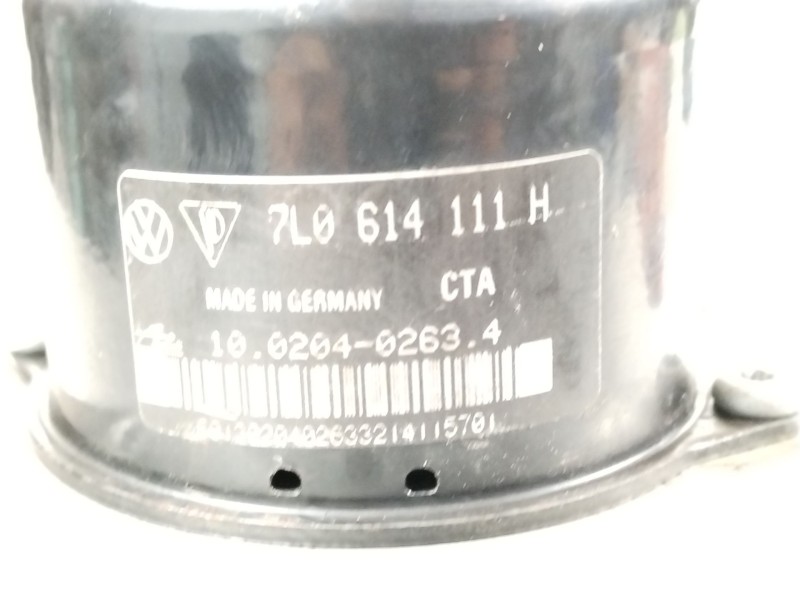 7L0 614 111 H
MADE IN GERMANY CTA
10.0204-0263.4